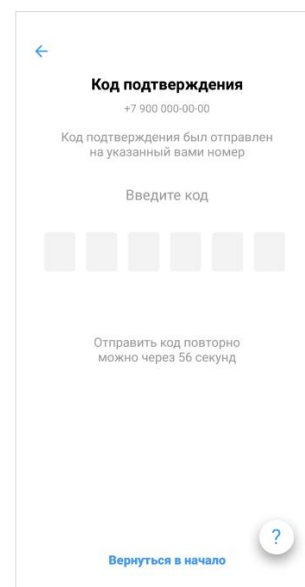 Код подтверждения
+7 900 000-00-00
Код подтверждения был отправлен
на указанный вами номер
Введите код
Отправить код повторно
можно через 56 секунд
?
Вернуться в начало